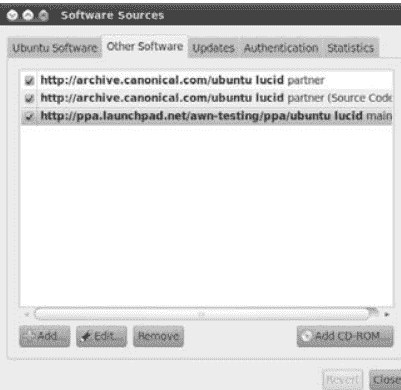 Software Sources
Ubuntu Software Other Software Updates Authentication Statistics
http://archive.canonical.com/ubuntu lucid partner
http://archive.canonical.com/ubuntu lucid partner (Source Code
http://ppa.launchpad.net/awn-testing/ppa/ubuntu lucid main
Add... Edit... Remove Add CD-ROM...
Revert Close